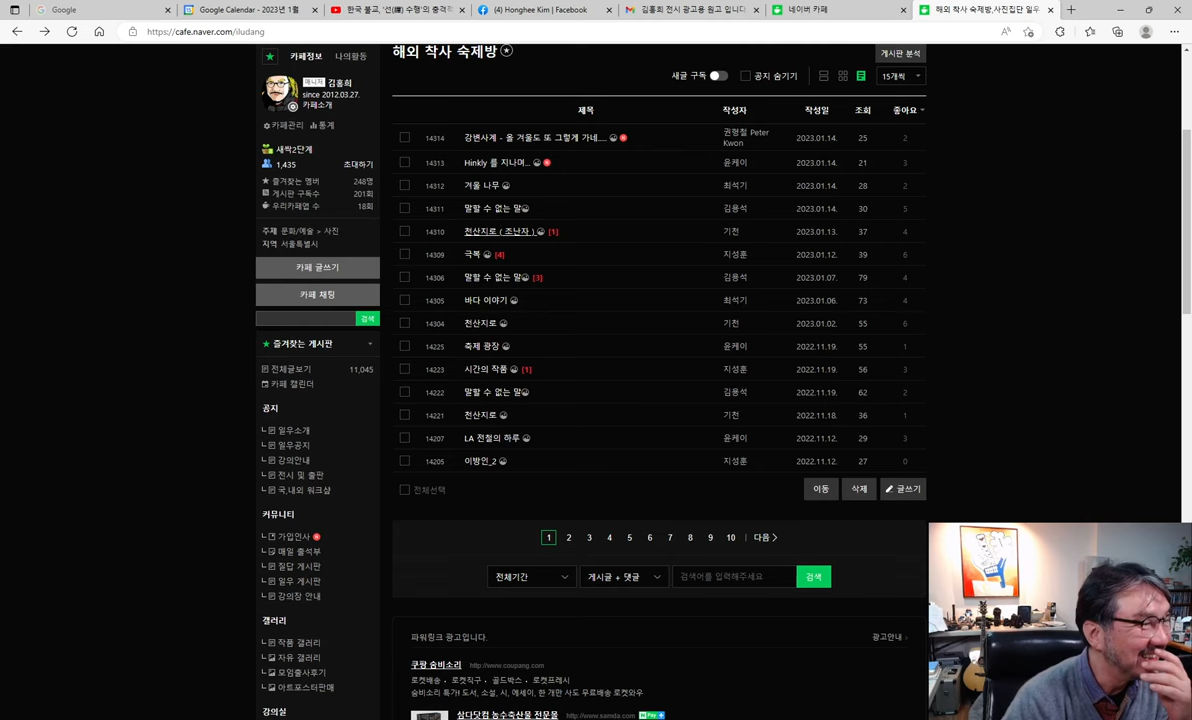 Google
Google Calendar - 2023년 1월
한국 불교, '선(禪) 수행'의 충격적
(4) Honghee Kim | Facebook
김홍희 전시 광고용 원고 입니다
네이버 카페
해외 착사 숙제방,사진집단 일우
https://cafe.naver.com/iludang
카페정보 나의활동
매니저 김홍희
since 2012.03.27.
카페소개
카페관리 통계
새싹2단계
1,435 초대하기
즐겨찾는 멤버 248명
게시판 구독수 201회
우리카페앱 수 18회
주제 문화/예술 > 사진
지역 서울특별시
카페 글쓰기
카페 채팅
검색
즐겨찾는 게시판
전체글보기 11,045
카페 캘린더
공지
일우소개
일우공지
강의안내
전시 및 출판
국,내외 워크샵
커뮤니티
가입인사 N
매일 출석부
질답 게시판
일우 게시판
강의장 안내
갤러리
작품 갤러리
자유 갤러리
모임출사후기
아트포스터판매
강의실
해외 착사 숙제방
게시판 분석
새글 구독 공지 숨기기 15개씩
제목 작성자 작성일 조회 좋아요
14314 강변사계 - 올 겨울도 또 그렇게 가네.... N 권형철 Peter Kwon 2023.01.14. 25 2
14313 Hinkly 를 지나며... N 윤케이 2023.01.14. 21 3
14312 겨울 나무 최석기 2023.01.14. 28 2
14311 말할 수 없는 말 김용석 2023.01.14. 30 5
14310 천산지로 ( 조난자 ) [1] 기천 2023.01.13. 37 4
14309 극복 [4] 지성훈 2023.01.12. 39 6
14306 말할 수 없는 말 [3] 김용석 2023.01.07. 79 4
14305 바다 이야기 최석기 2023.01.06. 73 4
14304 천산지로 기천 2023.01.02. 55 6
14225 축제 광장 윤케이 2022.11.19. 55 1
14223 시간의 작품 [1] 지성훈 2022.11.19. 56 3
14222 말할 수 없는 말 김용석 2022.11.19. 62 2
14221 천산지로 기천 2022.11.18. 36 1
14207 LA 전철의 하루 윤케이 2022.11.12. 29 3
14205 이방인_2 지성훈 2022.11.12. 27 0
전체선택 이동 삭제 글쓰기
1 2 3 4 5 6 7 8 9 10 다음
전체기간 게시글 + 댓글 검색어를 입력해주세요 검색
파워링크 광고입니다. 광고안내
쿠팡 숨비소리 http://www.coupang.com
로켓배송 · 로켓직구 · 골드박스 · 로켓프레시
숨비소리 특가! 도서, 소설, 시, 에세이, 한 개만 사도 무료배송 로켓와우
삼다닷컴 농수축산물 전문몰 http://www.samda.com N Pay +